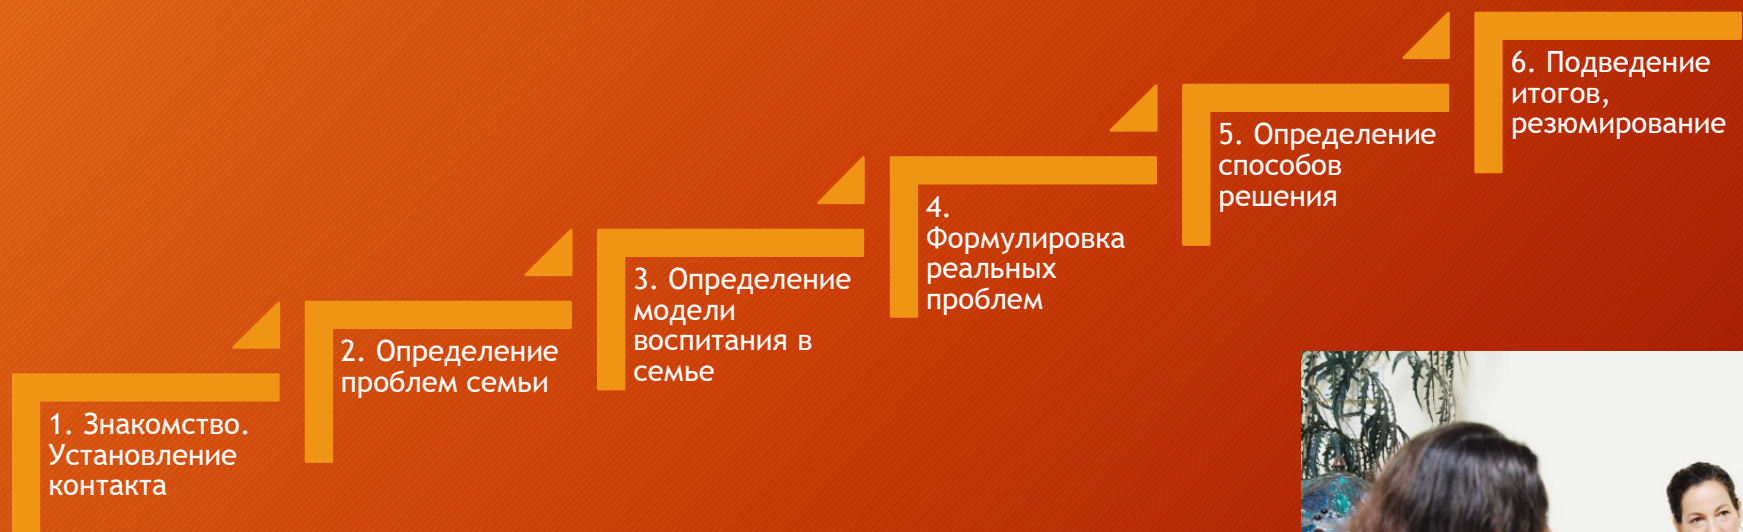 1. Знакомство.
Установление
контакта
2. Определение
проблем семьи
3. Определение
модели
воспитания в
семье
4.
Формулировка
реальных
проблем
5. Определение
способов
решения
6. Подведение
итогов,
резюмирование